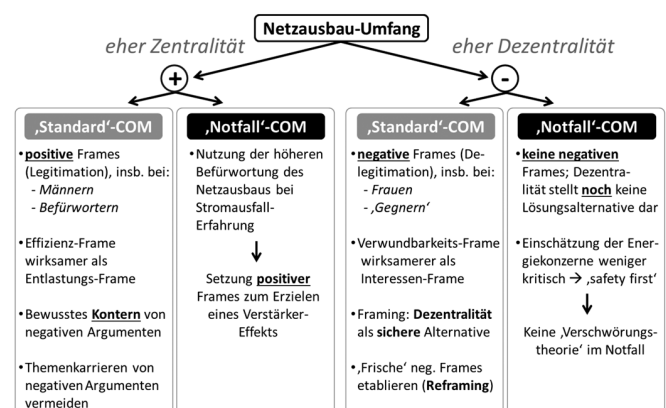 Netzausbau-Umfang
eher Zentralität
eher Dezentralität
+
-
‚Standard'-COM
•positive Frames
(Legitimation), insb. bei:
- Männern
- Befürwortern
•Effizienz-Frame
wirksamer als
Entlastungs-Frame
•Bewusstes Kontern von
negativen Argumenten
•Themenkarrieren von
negativen Argumenten
vermeiden
‚Notfall'-COM
•Nutzung der höheren
Befürwortung des
Netzausbaus bei
Stromausfall-
Erfahrung
Setzung positiver
Frames zum Erzielen
eines Verstärker-
Effekts
‚Standard'-COM
•negative Frames (De-
legitimation), insb. bei:
- Frauen
- ‚Gegnern'
•Verwundbarkeits-Frame
wirksamerer als
Interessen-Frame
•Framing: Dezentralität
als sichere Alternative
•‚Frische' neg. Frames
etablieren (Reframing)
‚Notfall'-COM
•keine negativen
Frames; Dezentra-
lität stellt noch keine
Lösungsalternative dar
•Einschätzung der Ener-
giekonzerne weniger
kritisch → ‚safety first'
Keine ‚Verschwörungs-
theorie' im Notfall